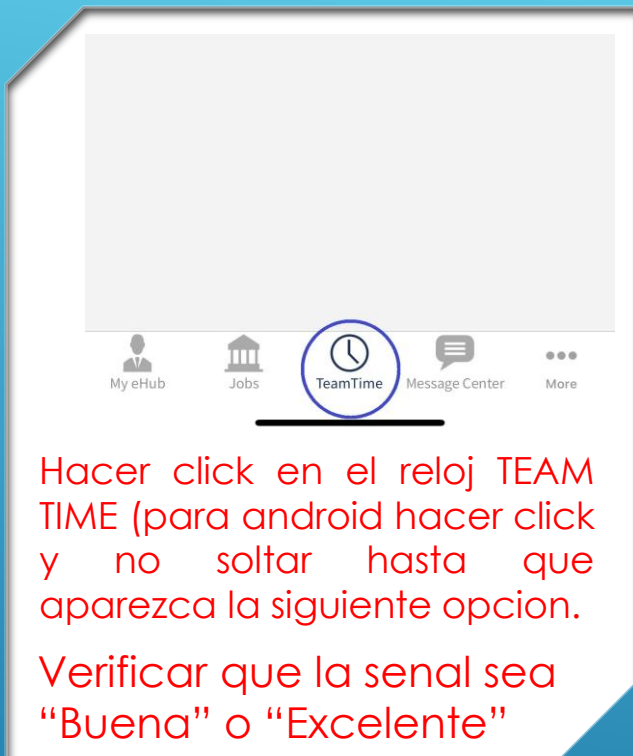 My eHub Jobs TeamTime Message Center More
Hacer click en el reloj TEAM
TIME (para android hacer click
y no soltar hasta que
aparezca la siguiente opcion.
Verificar que la senal sea
“Buena” o “Excelente”